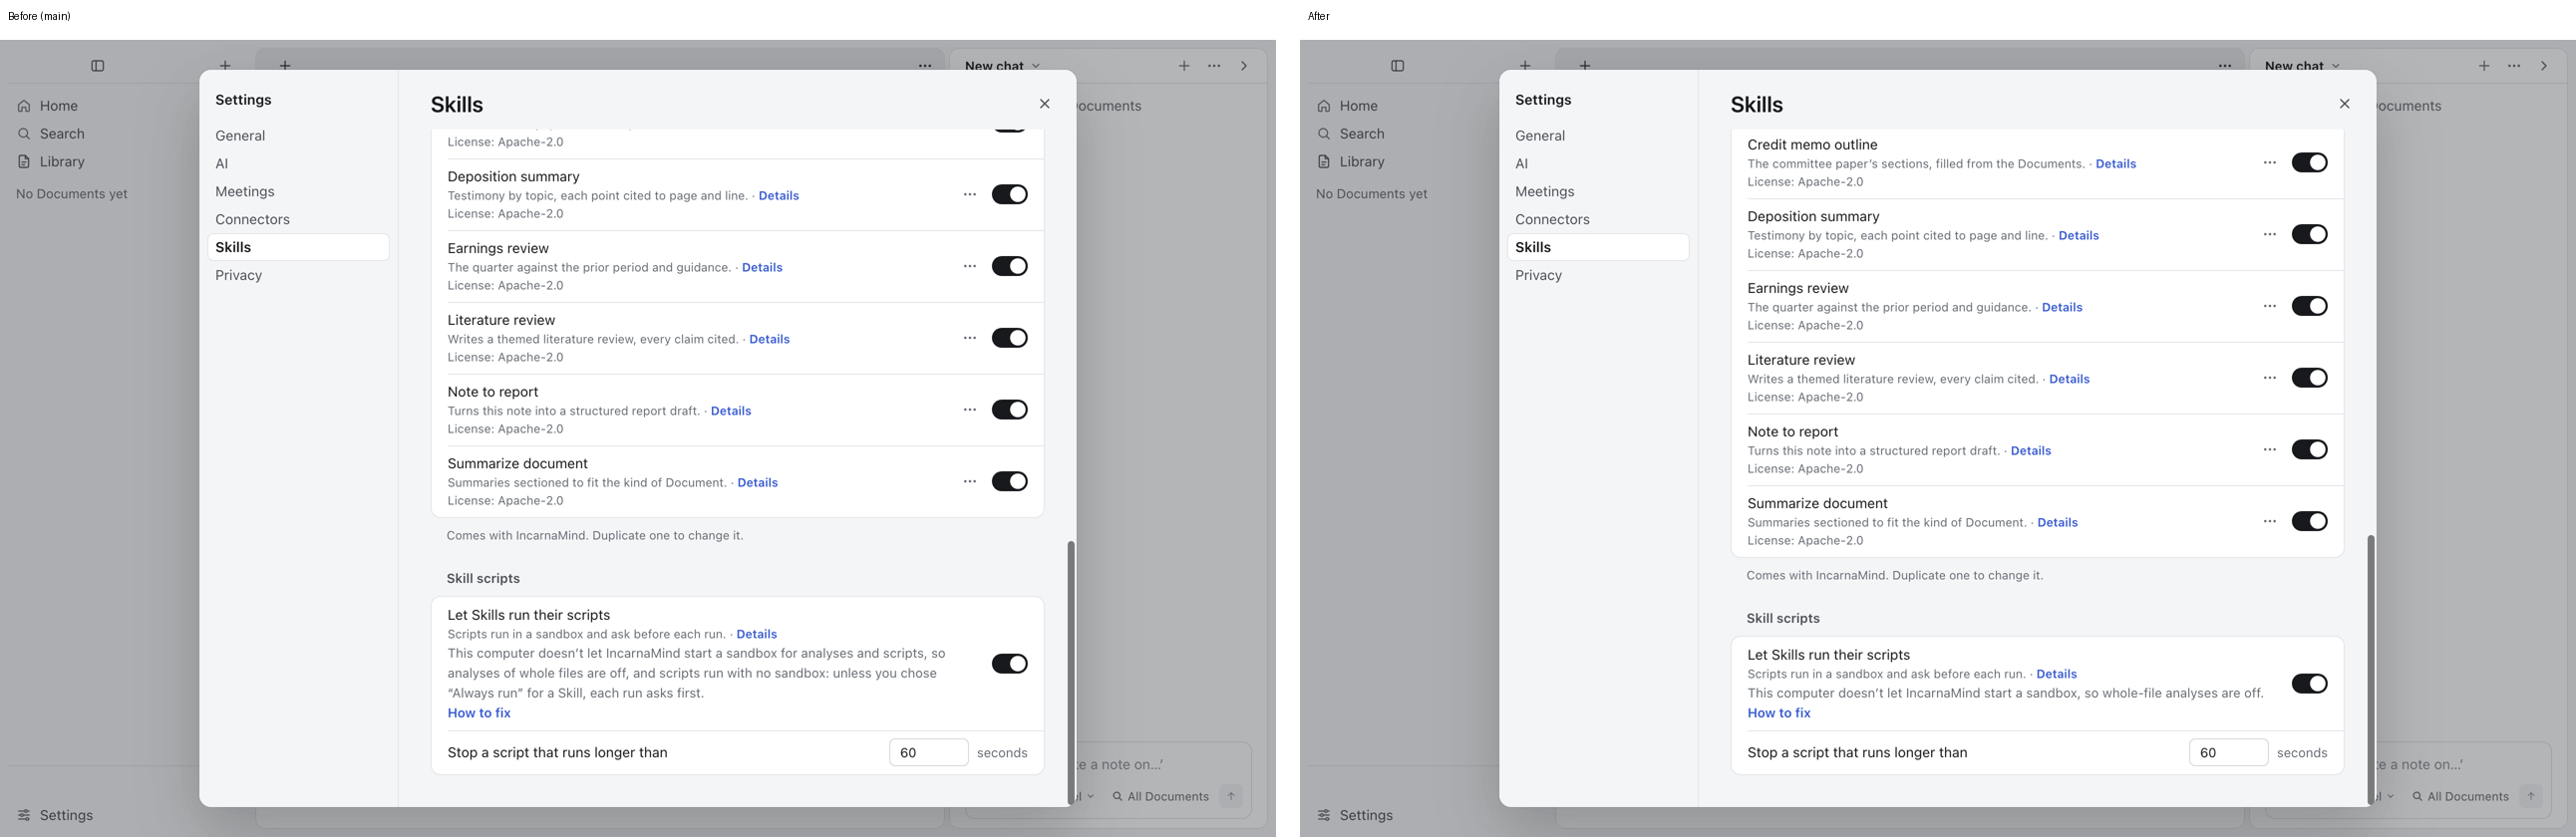 Before (main)
New chat
Home
Search
Library
No Documents yet
Settings
Settings
General
AI
Meetings
Connectors
Skills
Privacy
Skills
License: Apache-2.0
Deposition summary
Testimony by topic, each point cited to page and line. · Details
License: Apache-2.0
Earnings review
The quarter against the prior period and guidance. · Details
License: Apache-2.0
Literature review
Writes a themed literature review, every claim cited. · Details
License: Apache-2.0
Note to report
Turns this note into a structured report draft. · Details
License: Apache-2.0
Summarize document
Summaries sectioned to fit the kind of Document. · Details
License: Apache-2.0
Comes with IncarnaMind. Duplicate one to change it.
Skill scripts
Let Skills run their scripts
Scripts run in a sandbox and ask before each run. · Details
This computer doesn’t let IncarnaMind start a sandbox for analyses and scripts, so
analyses of whole files are off, and scripts run with no sandbox: unless you chose
“Always run” for a Skill, each run asks first.
How to fix
Stop a script that runs longer than 60 seconds
ocuments
e a note on...’
All Documents
After
New chat
Home
Search
Library
No Documents yet
Settings
Settings
General
AI
Meetings
Connectors
Skills
Privacy
Skills
Credit memo outline
The committee paper’s sections, filled from the Documents. · Details
License: Apache-2.0
Deposition summary
Testimony by topic, each point cited to page and line. · Details
License: Apache-2.0
Earnings review
The quarter against the prior period and guidance. · Details
License: Apache-2.0
Literature review
Writes a themed literature review, every claim cited. · Details
License: Apache-2.0
Note to report
Turns this note into a structured report draft. · Details
License: Apache-2.0
Summarize document
Summaries sectioned to fit the kind of Document. · Details
License: Apache-2.0
Comes with IncarnaMind. Duplicate one to change it.
Skill scripts
Let Skills run their scripts
Scripts run in a sandbox and ask before each run. · Details
This computer doesn’t let IncarnaMind start a sandbox, so whole-file analyses are off.
How to fix
Stop a script that runs longer than 60 seconds
ocuments
e a note on...’
All Documents